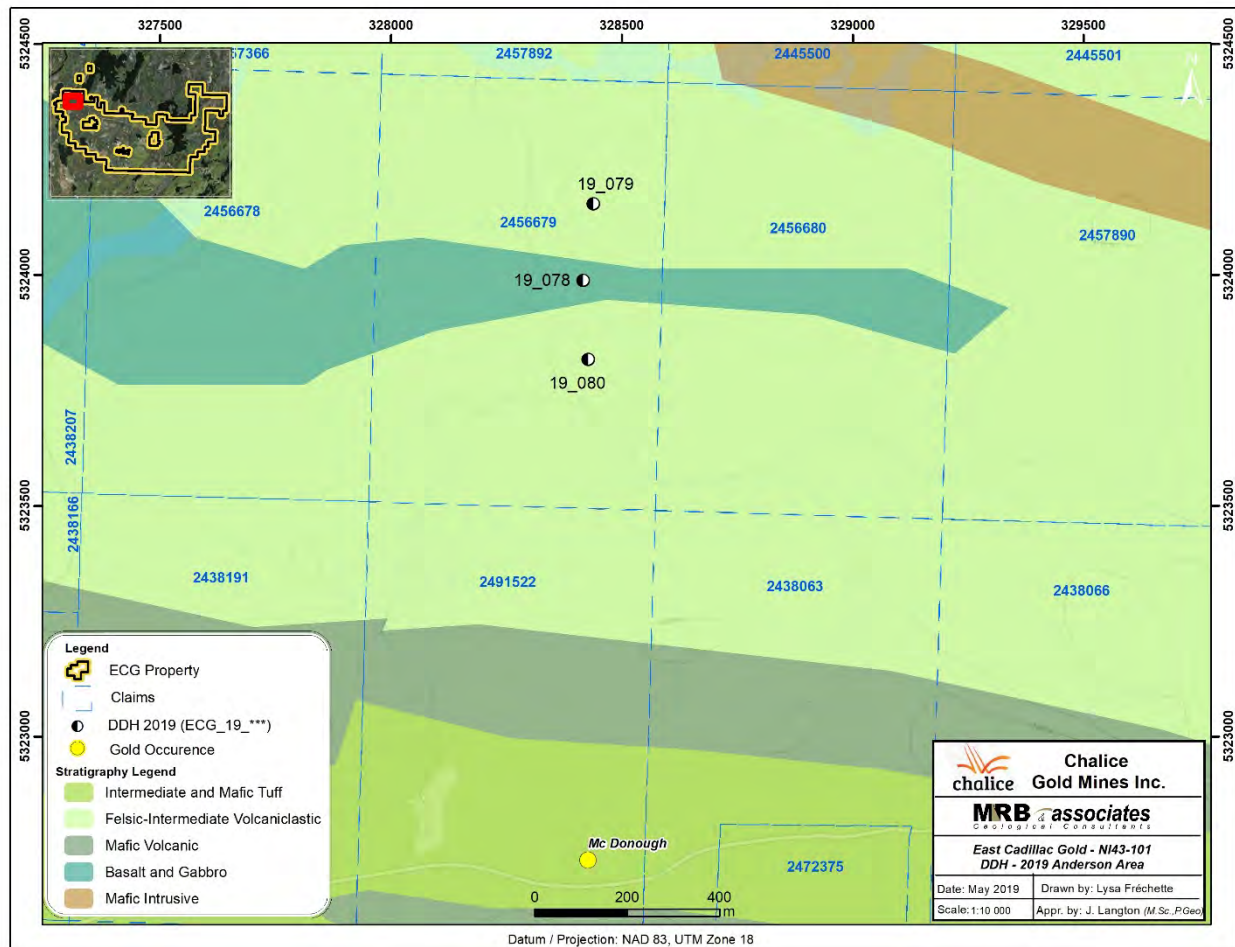 327500 328000 328500 329000 329500
5324500
5324500
2457892
2445500
2445501
N
19_079
2456678
2456679
2456680
2457890
5324000
19_078
5324000
19_080
2438207
5323500
2438166
5323500
2438191
2491522
2438063
2438066
Legend
ECG Property
Claims
DDH 2019 (ECG_19_***)
Gold Occurence
Stratigraphy Legend
Intermediate and Mafic Tuff
Felsic-Intermediate Volcaniclastic
Mafic Volcanic
Basalt and Gabbro
Mafic Intrusive
5323000
5323000
Mc Donough
2472375
0 200 400
m
chalice
Chalice
Gold Mines Inc.
MRB & associates
Geological Consultants
East Cadillac Gold - NI43-101
DDH - 2019 Anderson Area
Date: May 2019
Drawn by: Lysa Fréchette
Scale: 1:10 000
Appr. by: J. Langton (M.Sc., P.Geo)
Datum / Projection: NAD 83, UTM Zone 18